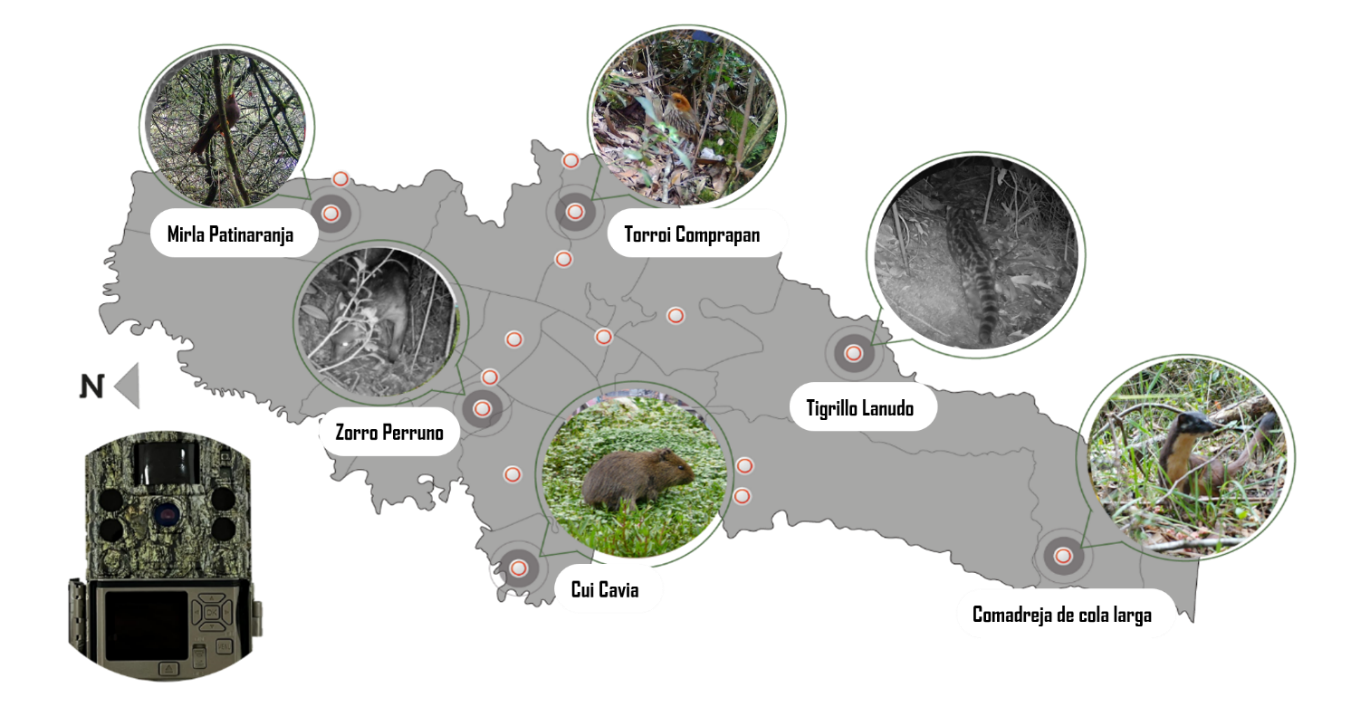 Mirla Patinaranja
Torroi Comprapan
Zorro Perruno
Tigrillo Lanudo
N
Cui Cavia
Comadreja de cola larga